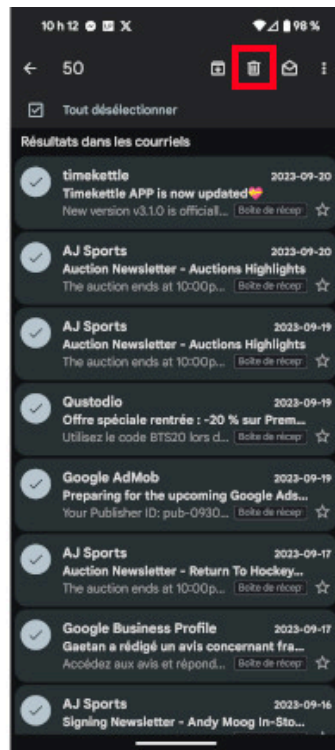 10 h 12 98 %
50
Tout désélectionner
Résultats dans les courriels
timekettle 2023-09-20
Timekettle APP is now updated💝
New version v3.1.0 is officiall... Boîte de récep
AJ Sports 2023-09-20
Auction Newsletter - Auctions Highlights
The auction ends at 10:00p... Boîte de récep
AJ Sports 2023-09-19
Auction Newsletter - Auctions Highlights
The auction ends at 10:00p... Boîte de récep
Qustodio 2023-09-19
Offre spéciale rentrée : -20 % sur Prem...
Utilisez le code BTS20 lors d... Boîte de récep
Google AdMob 2023-09-19
Preparing for the upcoming Google Ads...
Your Publisher ID: pub-0930... Boîte de récep
AJ Sports 2023-09-17
Auction Newsletter - Return To Hockey...
The auction ends at 10:00p... Boîte de récep
Google Business Profile 2023-09-17
Gaetan a rédigé un avis concernant fra...
Accédez aux avis et répond... Boîte de récep
AJ Sports 2023-09-16
Signing Newsletter - Andy Moog In-Sto...